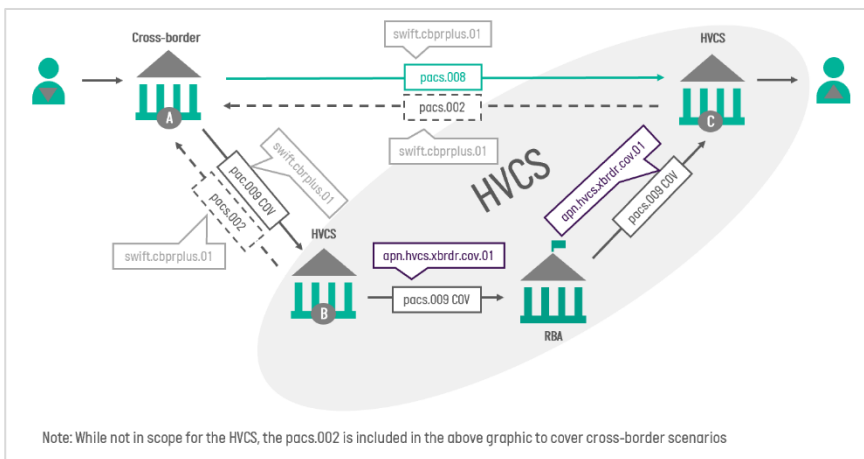 swift.cbprplus.01
Cross-border
HVCS
pacs.008
pacs.002
A
C
swift.cbprplus.01
swift.cbrplus.01
apn.hvcs.xbrdr.cov.01
HVCS
pac.009 COV
pacs.002
pacs.009 COV
swift.cbprplus.01
HVCS
apn.hvcs.xbrdr.cov.01
B
pacs.009 COV
RBA
Note: While not in scope for the HVCS, the pacs.002 is included in the above graphic to cover cross-border scenarios